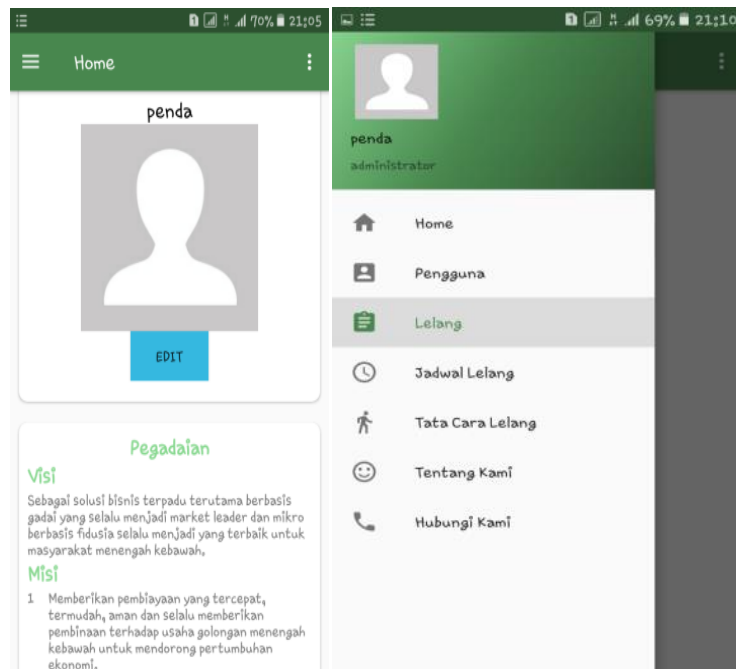 70% 21:05
Home
penda
EDIT
Pegadaian
Visi
Sebagai solusi bisnis terpadu terutama berbasis
gadai yang selalu menjadi market leader dan mikro
berbasis fidusia selalu menjadi yang terbaik untuk
masyarakat menengah kebawah.
Misi
1 Memberikan pembiayaan yang tercepat,
termudah, aman dan selalu memberikan
pembinaan terhadap usaha golongan menengah
kebawah untuk mendorong pertumbuhan
ekonomi.
69% 21:10
penda
administrator
Home
Pengguna
Lelang
Jadwal Lelang
Tata Cara Lelang
Tentang Kami
Hubungi Kami